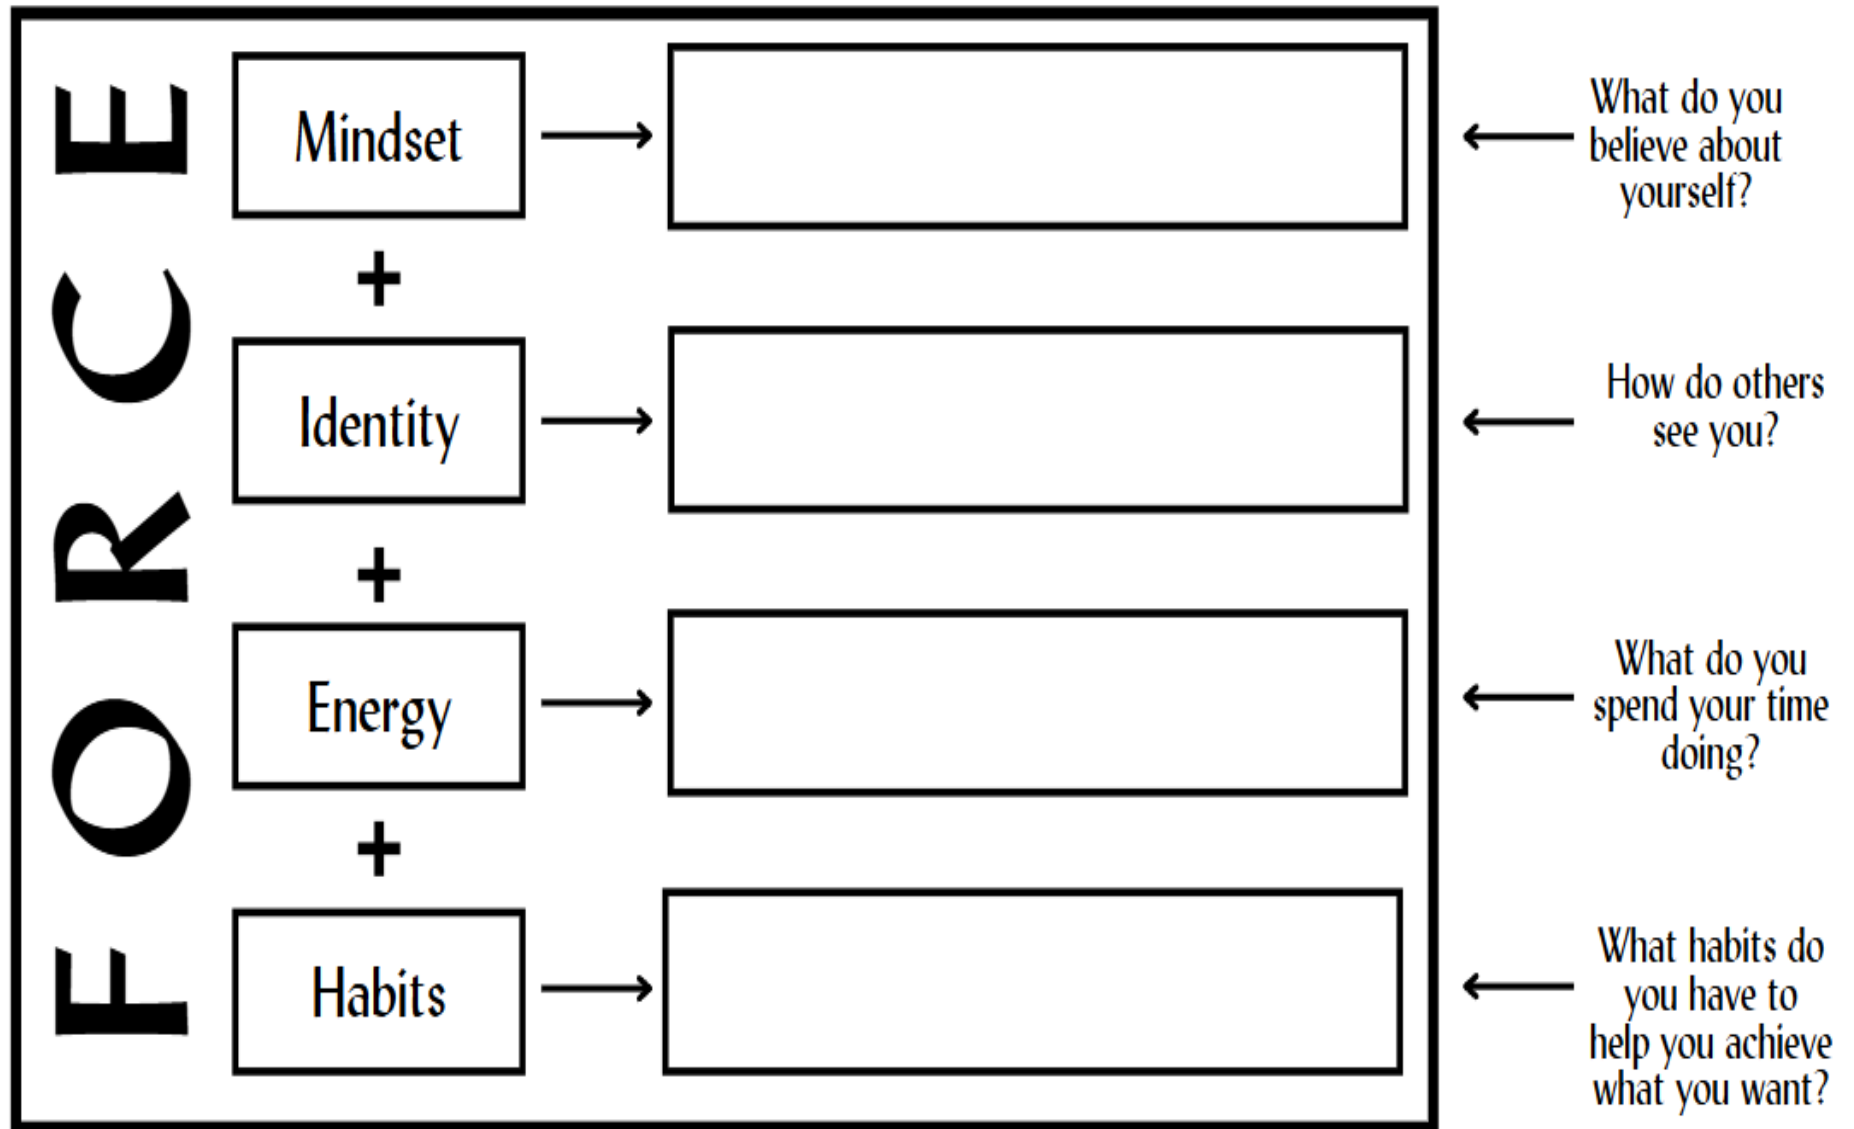 FORCE
Mindset
What do you
believe about
yourself?
+
Identity
How do others
see you?
+
Energy
What do you
spend your time
doing?
+
Habits
What habits do
you have to
help you achieve
what you want?